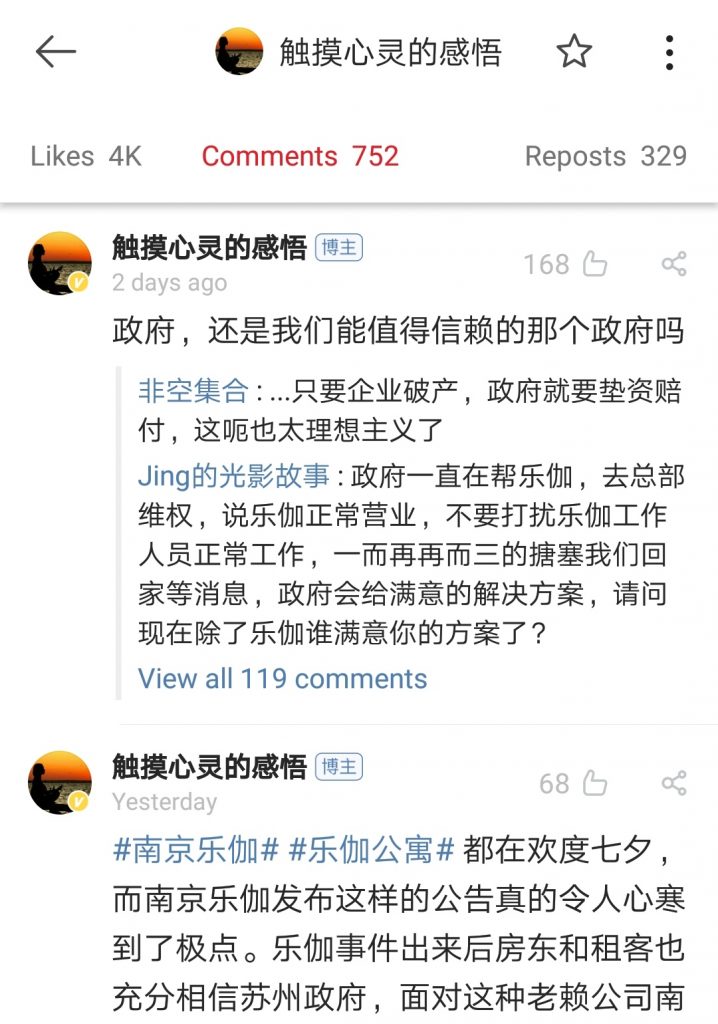 触摸心灵的感悟
Likes 4K Comments 752 Reposts 329
触摸心灵的感悟 博主
168
2 days ago
政府，还是我们能值得信赖的那个政府吗
非空集合：...只要企业破产，政府就要垫资赔
付，这呃也太理想主义了
Jing的光影故事：政府一直在帮乐伽，去总部
维权，说乐伽正常营业，不要打扰乐伽工作
人员正常工作，一而再再而三的搪塞我们回
家等消息，政府会给满意的解决方案，请问
现在除了乐伽谁满意你的方案了？
View all 119 comments
触摸心灵的感悟 博主
68
Yesterday
#南京乐伽# #乐伽公寓# 都在欢度七夕，
而南京乐伽发布这样的公告真的令人心寒
到了极点。乐伽事件出来后房东和租客也
充分相信苏州政府，面对这种老赖公司南